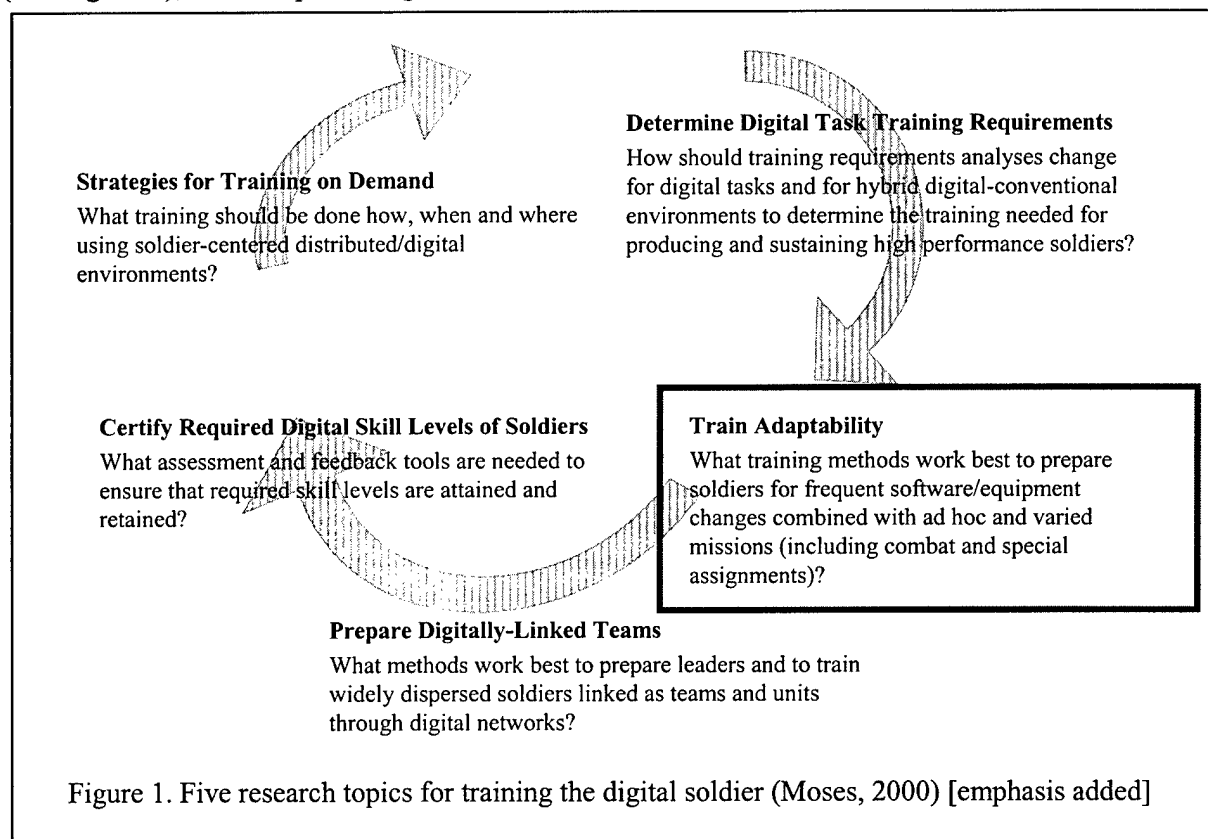 Strategies for Training on Demand
What training should be done how, when and where
using soldier-centered distributed/digital
environments?
Determine Digital Task Training Requirements
How should training requirements analyses change
for digital tasks and for hybrid digital-conventional
environments to determine the training needed for
producing and sustaining high performance soldiers?
Certify Required Digital Skill Levels of Soldiers
What assessment and feedback tools are needed to
ensure that required skill levels are attained and
retained?
Train Adaptability
What training methods work best to prepare
soldiers for frequent software/equipment
changes combined with ad hoc and varied
missions (including combat and special
assignments)?
Prepare Digitally-Linked Teams
What methods work best to prepare leaders and to train
widely dispersed soldiers linked as teams and units
through digital networks?
Figure 1. Five research topics for training the digital soldier (Moses, 2000) [emphasis added]